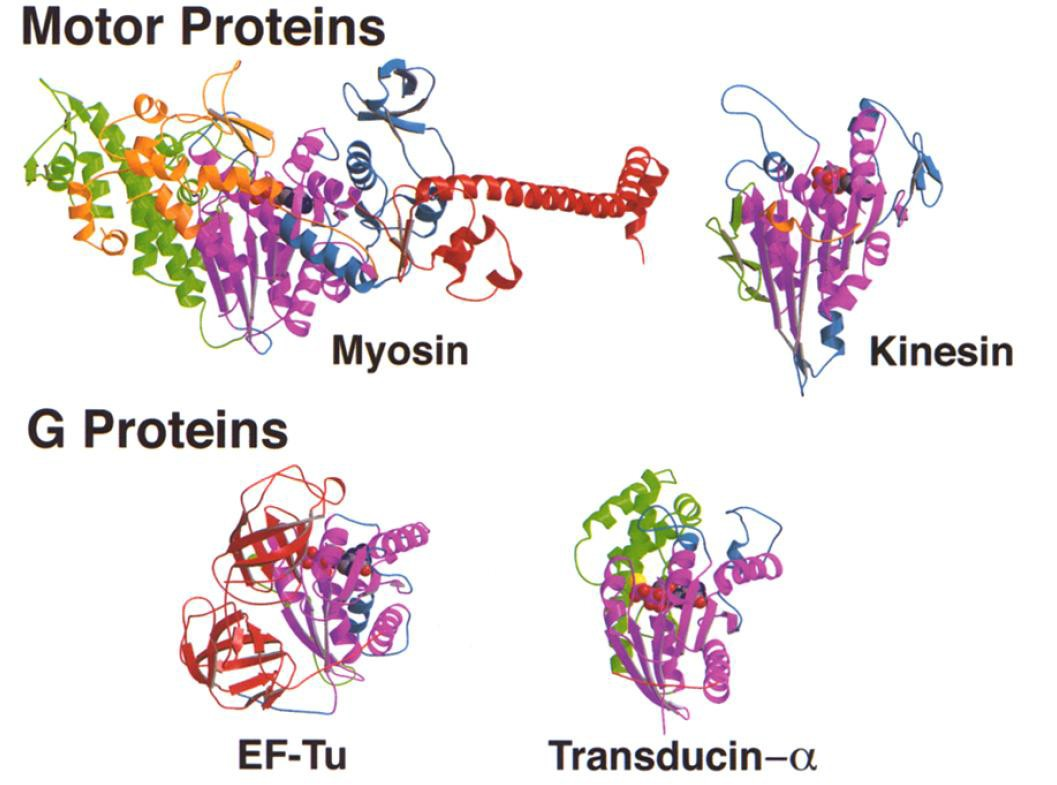 Motor Proteins
Myosin
Kinesin
G Proteins
EF-Tu
Transducin–α